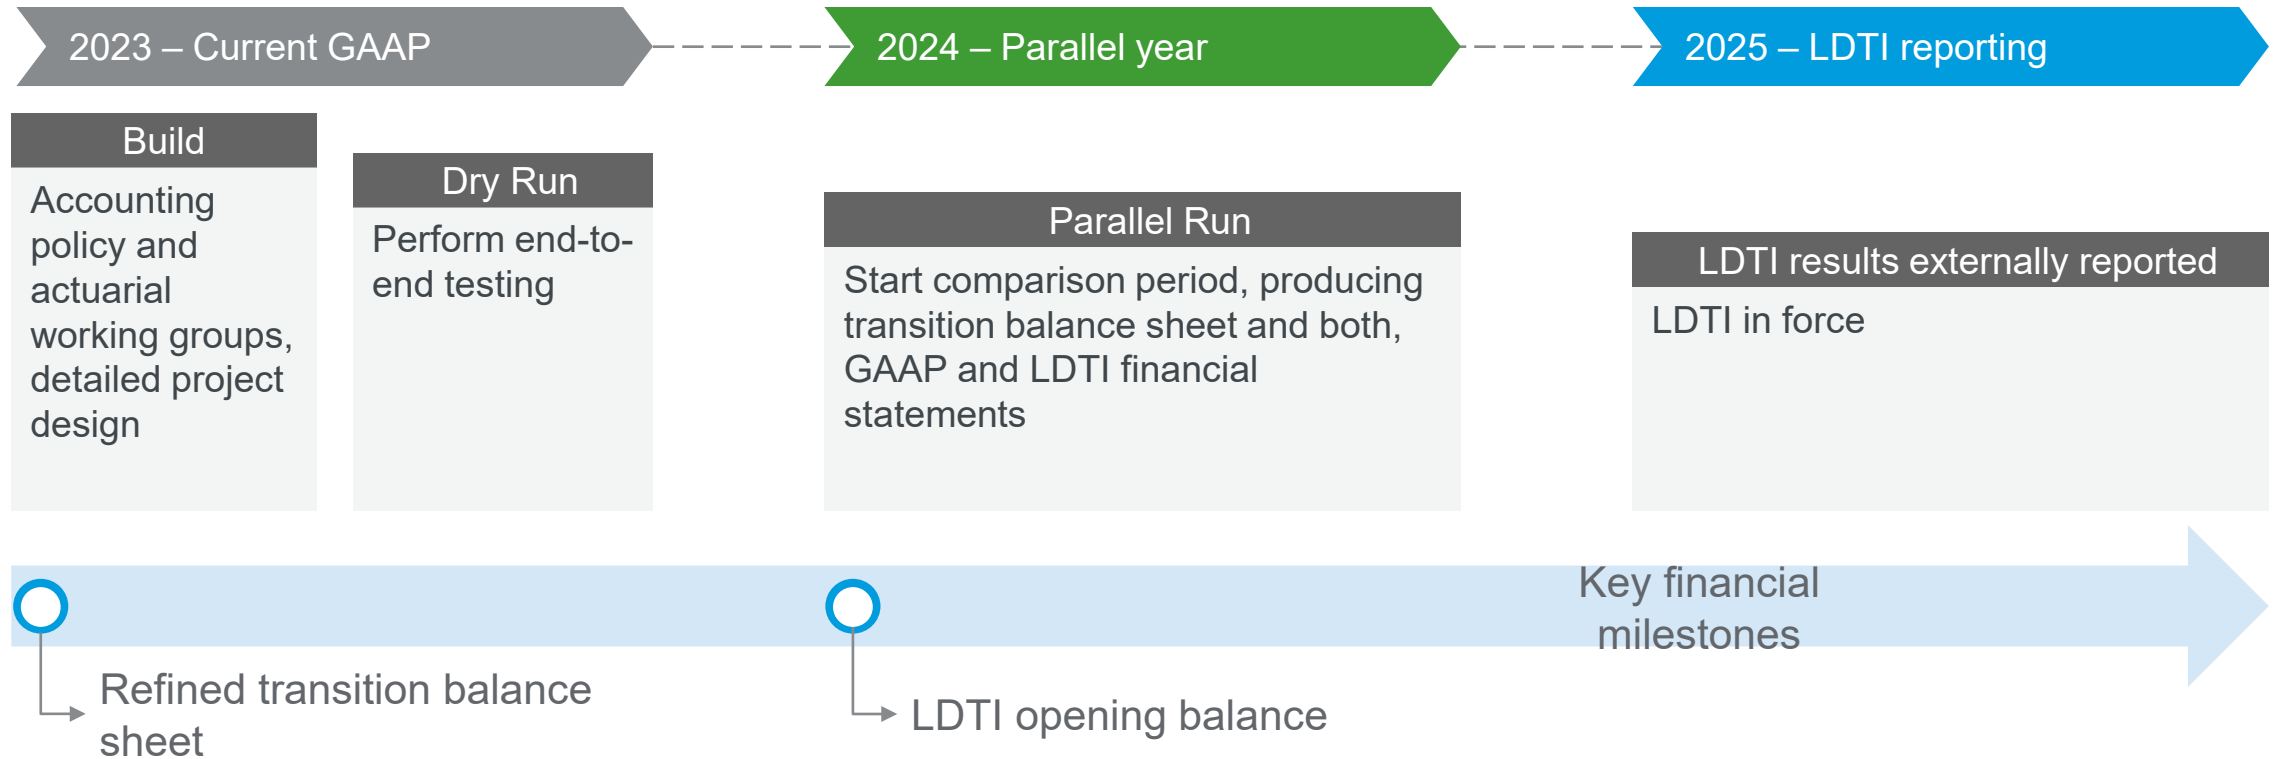 2023 – Current GAAP
2024 – Parallel year
2025 – LDTI reporting
Build
Accounting
policy and
actuarial
working groups,
detailed project
design
Dry Run
Perform end-to-
end testing
Parallel Run
Start comparison period, producing
transition balance sheet and both,
GAAP and LDTI financial
statements
LDTI results externally reported
LDTI in force
Key financial
milestones
Refined transition balance
sheet
LDTI opening balance